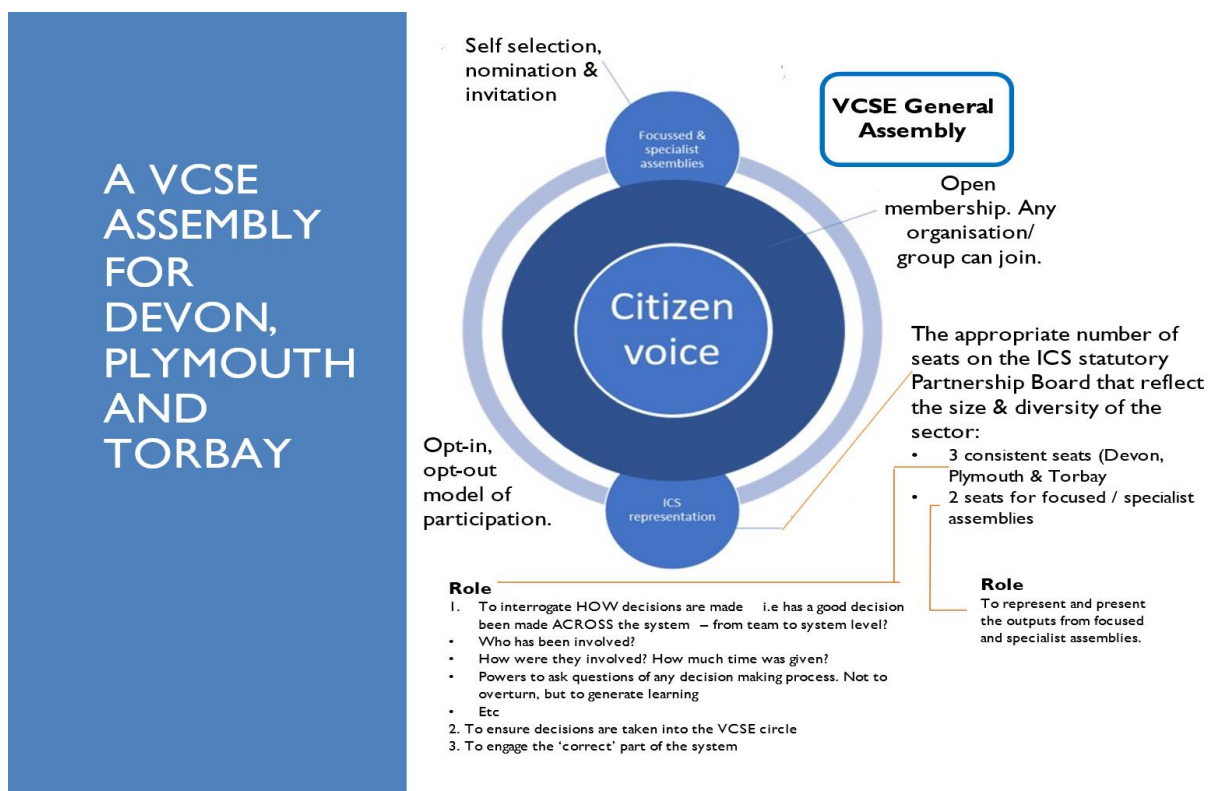 A VCSE
ASSEMBLY
FOR
DEVON,
PLYMOUTH
AND
TORBAY
Self selection,
nomination &
invitation
Focussed &
specialist
assemblies
VCSE General
Assembly
Open
membership. Any
organisation/
group can join.
Citizen
voice
The appropriate number of
seats on the ICS statutory
Partnership Board that reflect
the size & diversity of the
sector:
• 3 consistent seats (Devon,
Plymouth & Torbay
• 2 seats for focused / specialist
assemblies
Opt-in,
opt-out
model of
participation.
ICS
representation
Role
1. To interrogate HOW decisions are made i.e has a good decision
been made ACROSS the system – from team to system level?
• Who has been involved?
• How were they involved? How much time was given?
• Powers to ask questions of any decision making process. Not to
overturn, but to generate learning
• Etc
2. To ensure decisions are taken into the VCSE circle
3. To engage the ‘correct’ part of the system
Role
To represent and present
the outputs from focused
and specialist assemblies.